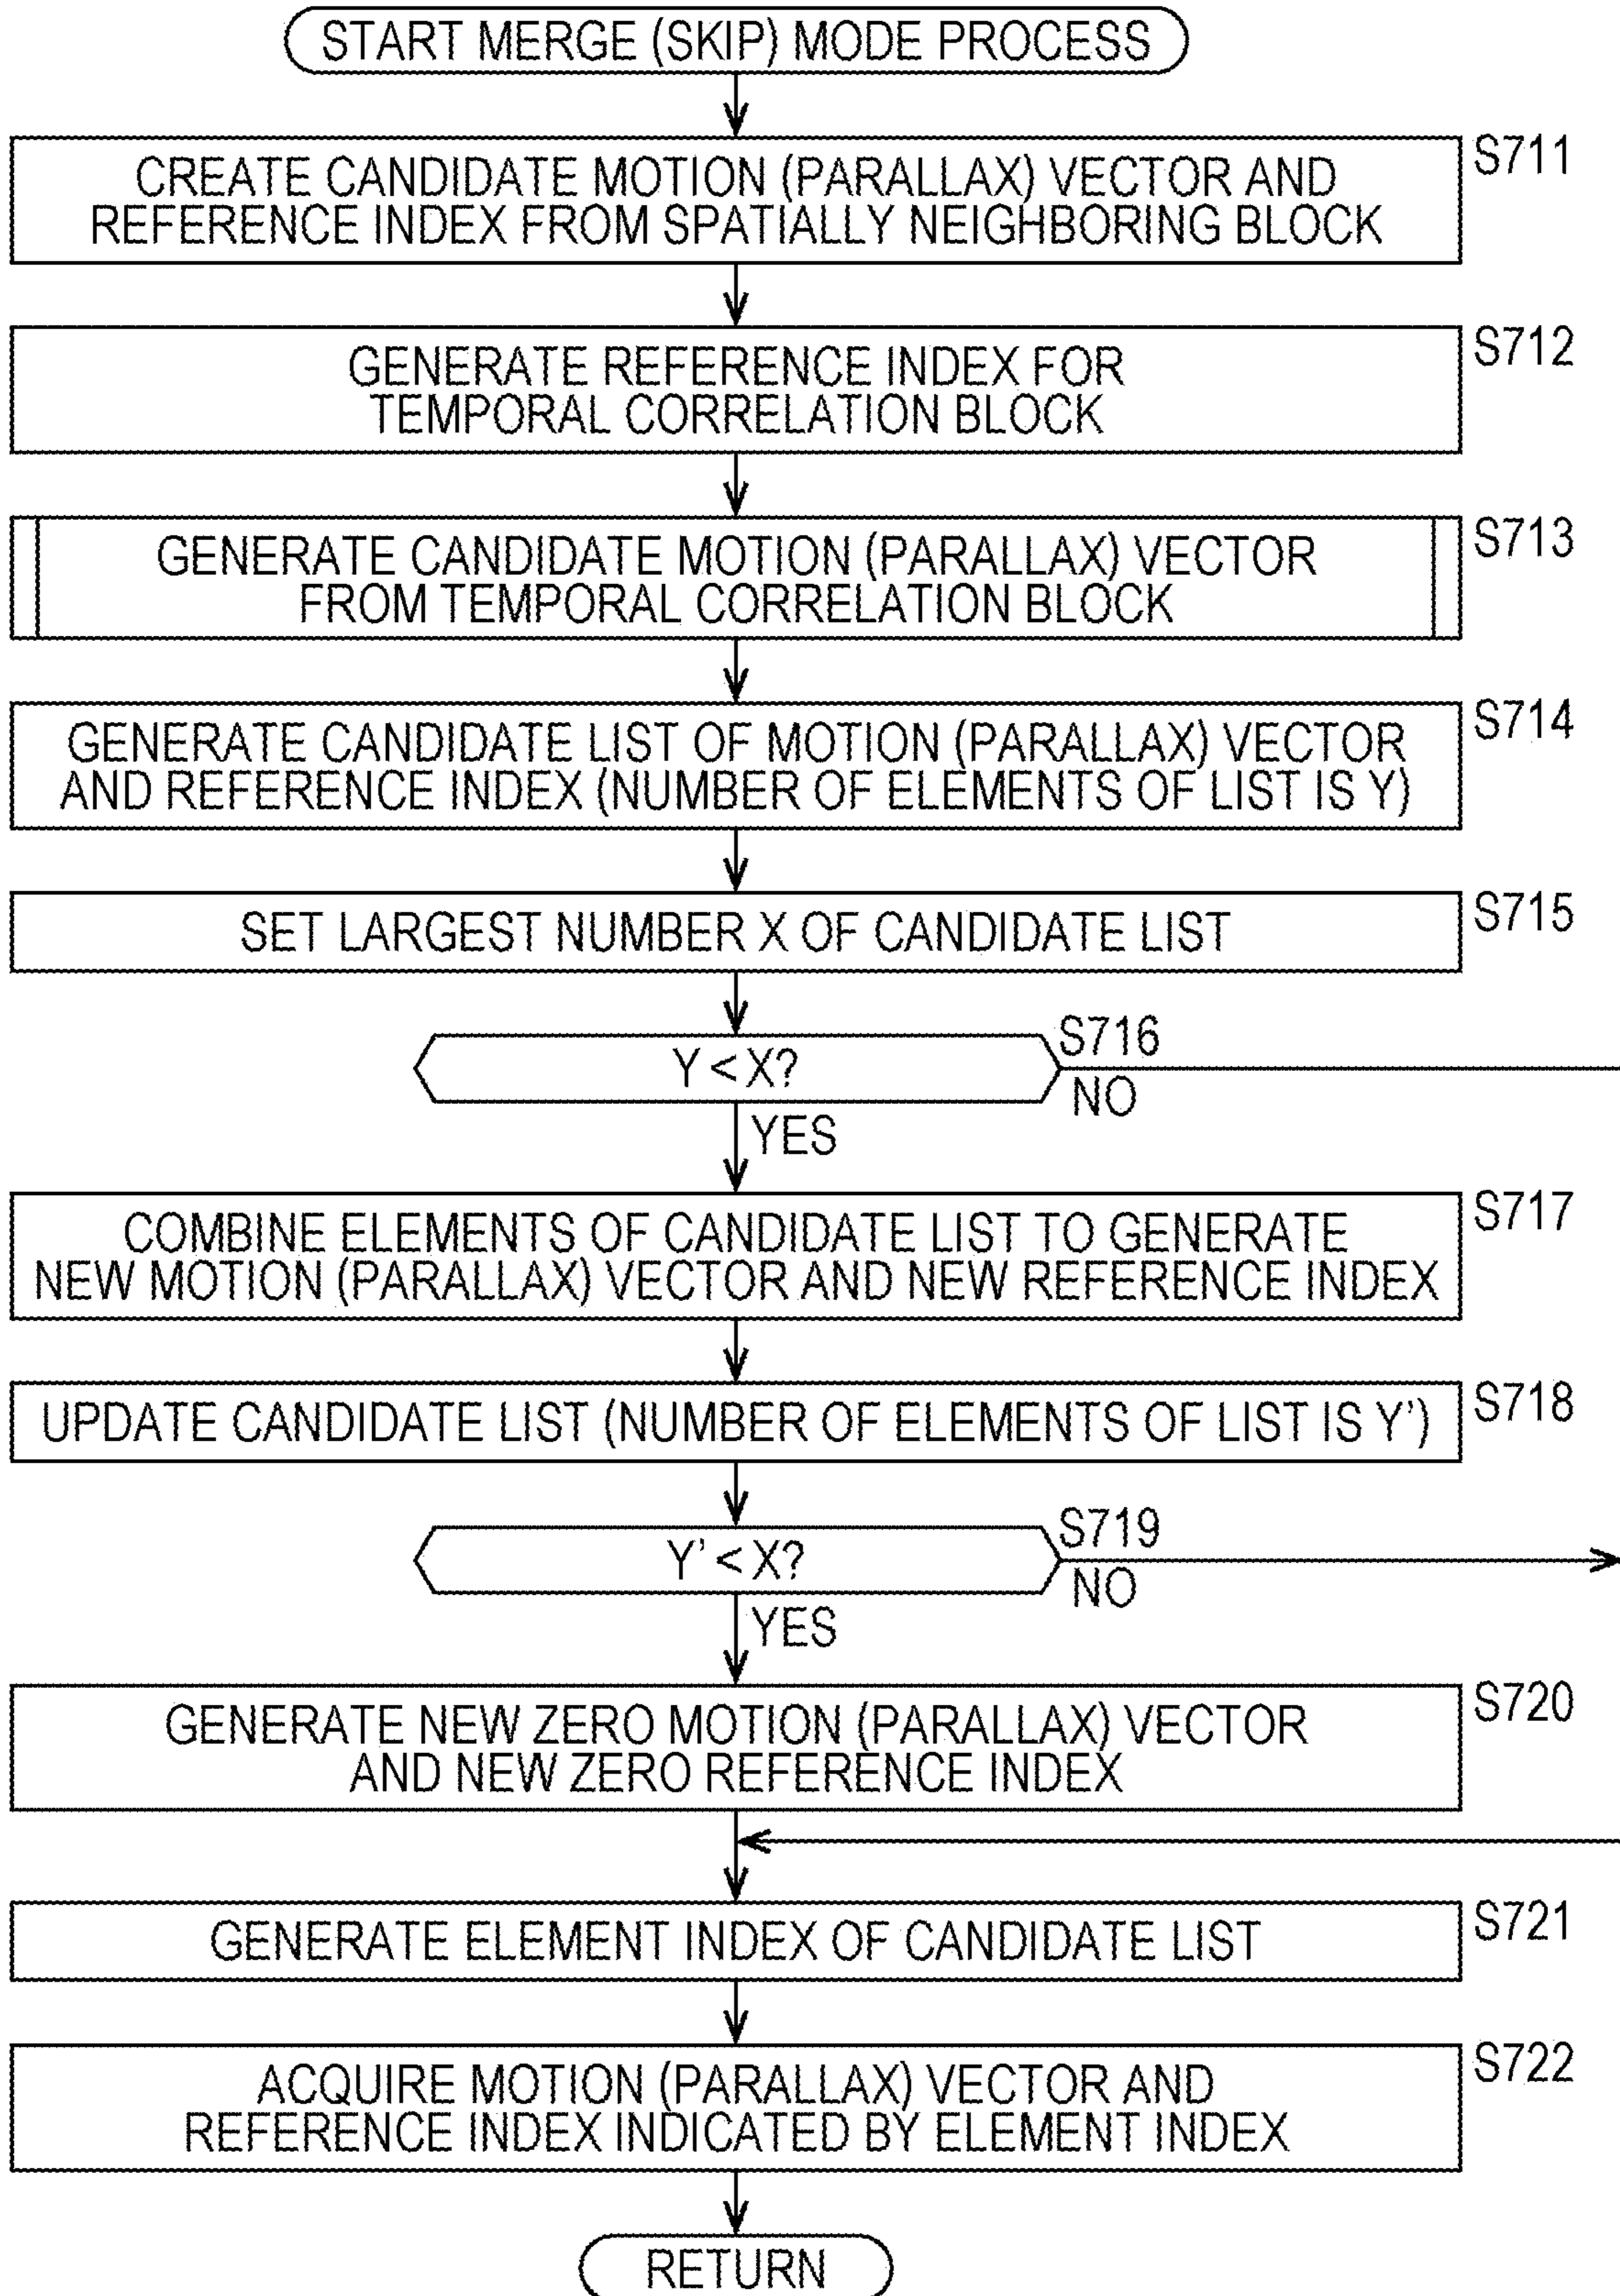 START MERGE (SKIP) MODE PROCESS
S711
CREATE CANDIDATE MOTION (PARALLAX) VECTOR AND
REFERENCE INDEX FROM SPATIALLY NEIGHBORING BLOCK
S712
GENERATE REFERENCE INDEX FOR
TEMPORAL CORRELATION BLOCK
S713
GENERATE CANDIDATE MOTION (PARALLAX) VECTOR
FROM TEMPORAL CORRELATION BLOCK
S714
GENERATE CANDIDATE LIST OF MOTION (PARALLAX) VECTOR
AND REFERENCE INDEX (NUMBER OF ELEMENTS OF LIST IS Y)
S715
SET LARGEST NUMBER X OF CANDIDATE LIST
S716
Y < X?
NO
YES
S717
COMBINE ELEMENTS OF CANDIDATE LIST TO GENERATE
NEW MOTION (PARALLAX) VECTOR AND NEW REFERENCE INDEX
S718
UPDATE CANDIDATE LIST (NUMBER OF ELEMENTS OF LIST IS Y')
S719
Y' < X?
NO
YES
S720
GENERATE NEW ZERO MOTION (PARALLAX) VECTOR
AND NEW ZERO REFERENCE INDEX
S721
GENERATE ELEMENT INDEX OF CANDIDATE LIST
S722
ACQUIRE MOTION (PARALLAX) VECTOR AND
REFERENCE INDEX INDICATED BY ELEMENT INDEX
RETURN